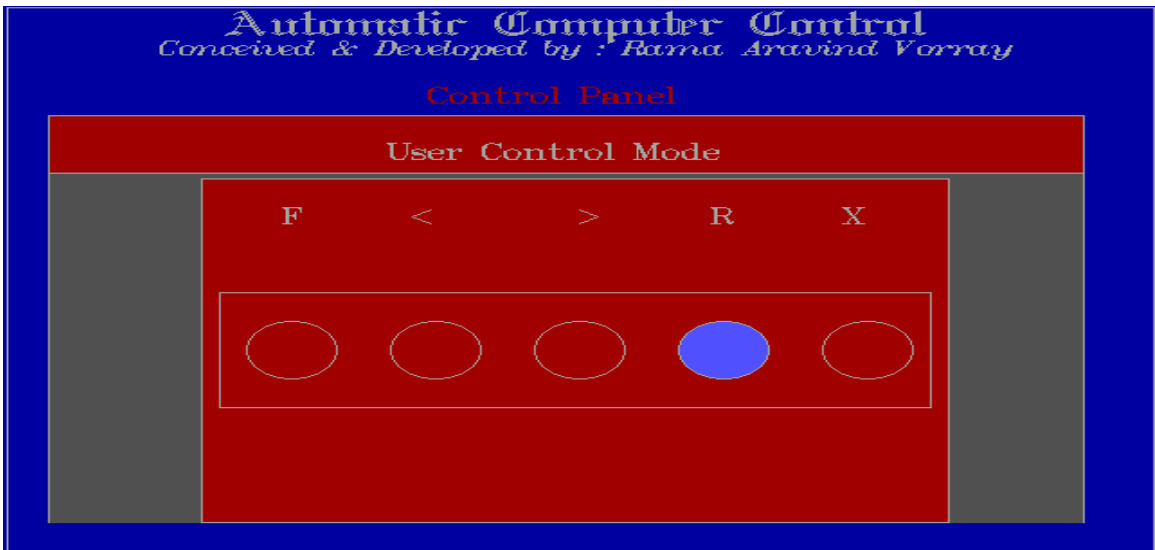 Automatic Computer Control
Conceived & Developed by : Rama Aravind Vorray
Control Panel
User Control Mode
F < > R X